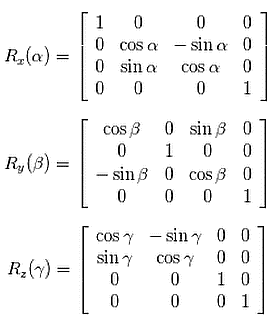 R_x(α) = [ 1 0 0 0
0 cos α − sin α 0
0 sin α cos α 0
0 0 0 1 ]
R_y(β) = [ cos β 0 sin β 0
0 1 0 0
− sin β 0 cos β 0
0 0 0 1 ]
R_z(γ) = [ cos γ − sin γ 0 0
sin γ cos γ 0 0
0 0 1 0
0 0 0 1 ]